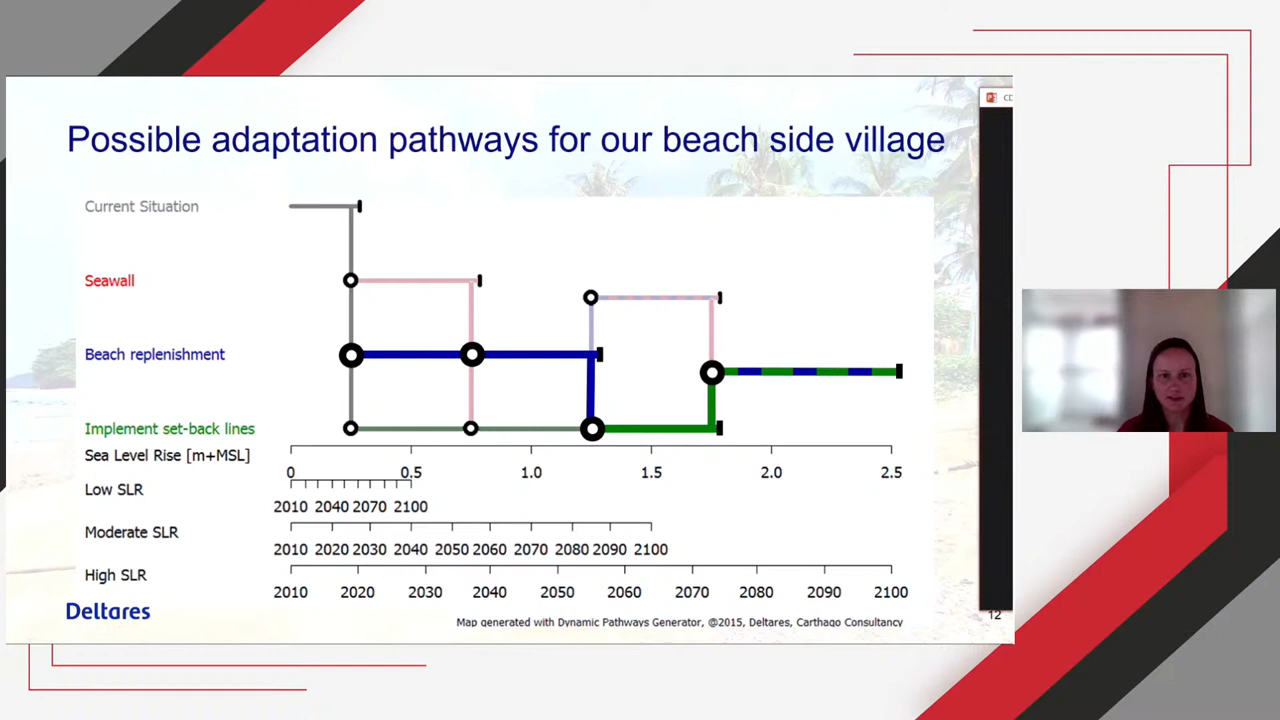 Possible adaptation pathways for our beach side village
CD
Current Situation
Seawall
Beach replenishment
Implement set-back lines
Sea Level Rise [m+MSL]
0 0.5 1.0 1.5 2.0 2.5
Low SLR
2010 2040 2070 2100
Moderate SLR
2010 2020 2030 2040 2050 2060 2070 2080 2090 2100
High SLR
2010 2020 2030 2040 2050 2060 2070 2080 2090 2100
Deltares
Map generated with Dynamic Pathways Generator, @2015, Deltares, Carthago Consultancy
12